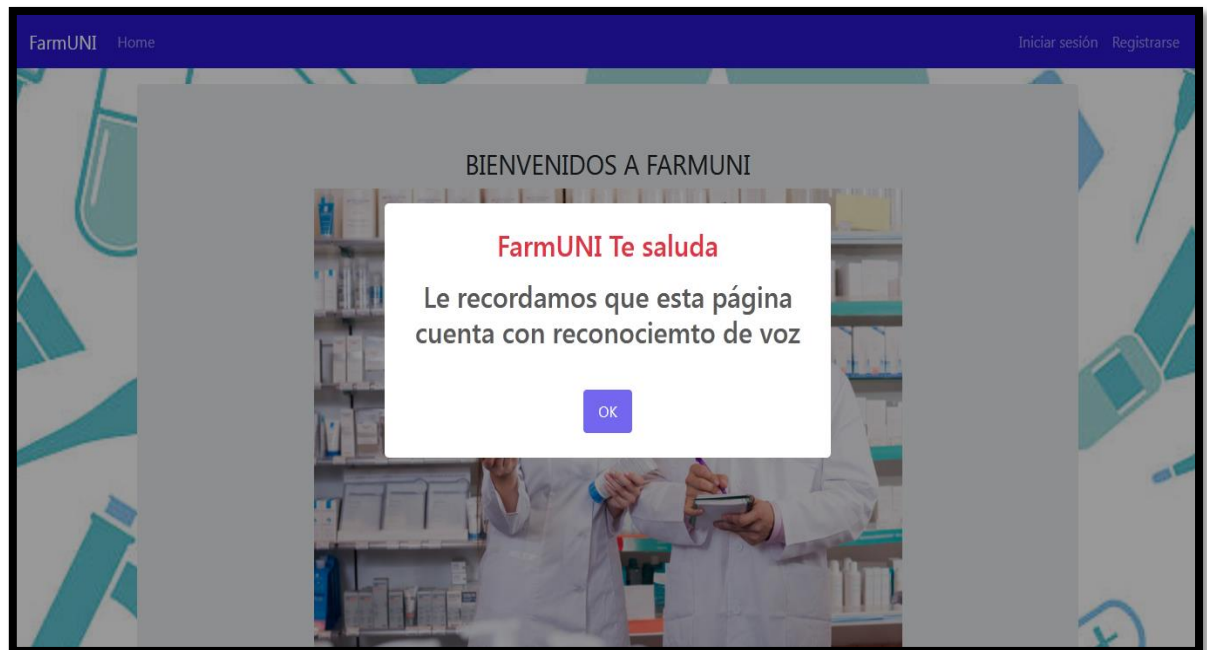 FarmUNI Home Iniciar sesión Registrarse
BIENVENIDOS A FARMUNI
FarmUNI Te saluda
Le recordamos que esta página
cuenta con reconociemto de voz
OK